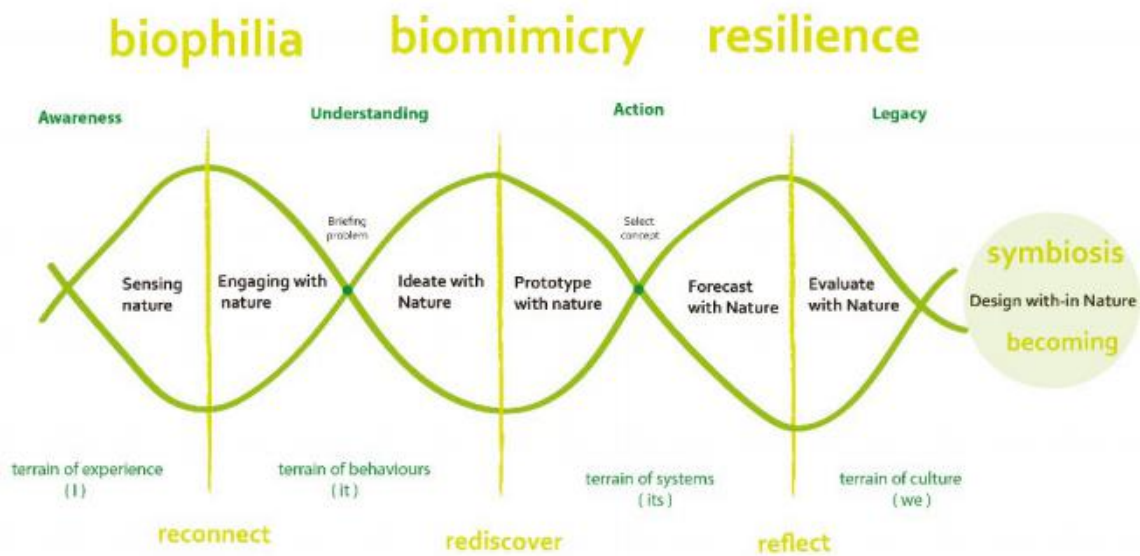 biophilia biomimicry resilience
Awareness Understanding Action Legacy
Briefing
problem
Select
concept
Sensing
nature
Engaging with
nature
Ideate with
Nature
Prototype
with nature
Forecast
with Nature
Evaluate
with Nature
symbiosis
Design with-in Nature
becoming
terrain of experience
( I )
terrain of behaviours
( it )
terrain of systems
( its )
terrain of culture
( we )
reconnect rediscover reflect